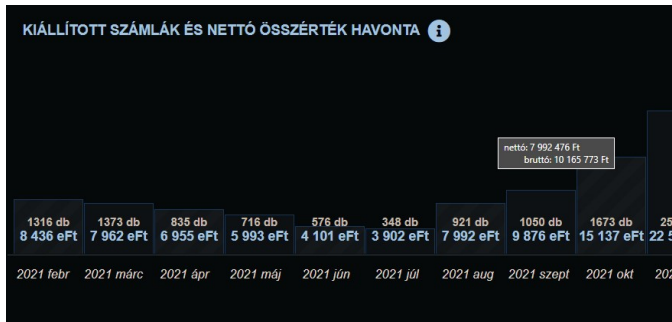 KIÁLLÍTOTT SZÁMLÁK ÉS NETTÓ ÖSSZÉRTÉK HAVONTA i
nettó: 7 992 476 Ft
bruttó: 10 165 773 Ft
1316 db 1373 db 835 db 716 db 576 db 348 db 921 db 1050 db 1673 db
8 436 eFt 7 962 eFt 6 955 eFt 5 993 eFt 4 101 eFt 3 902 eFt 7 992 eFt 9 876 eFt 15 137 eFt
2021 febr 2021 márc 2021 ápr 2021 máj 2021 jún 2021 júl 2021 aug 2021 szept 2021 okt